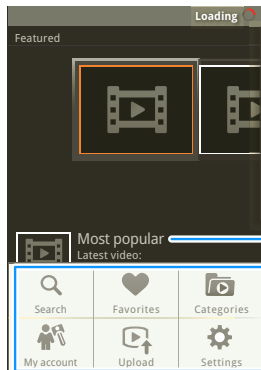 Loading
Featured
Most popular
Latest video:
Search
Favorites
Categories
My account
Upload
Settings